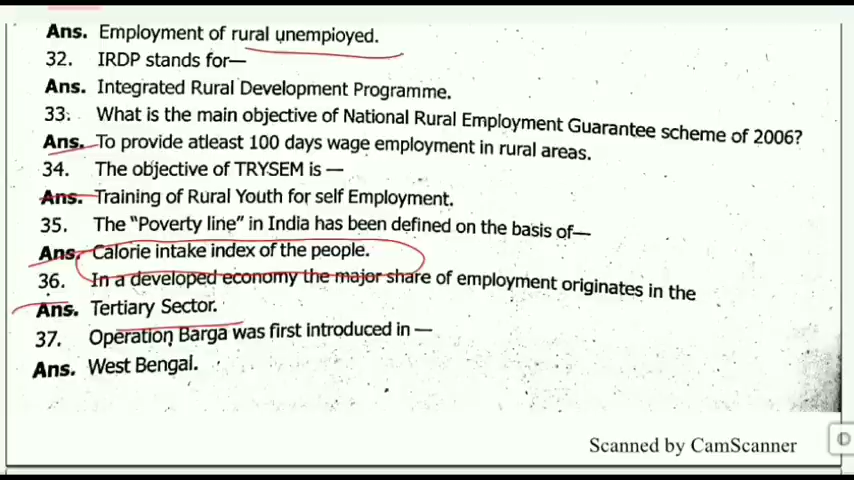 Ans. Employment of rural unempioyed.
32. IRDP stands for—
Ans. Integrated Rural Development Programme.
33. What is the main objective of National Rural Employment Guarantee scheme of 2006?
Ans. To provide atleast 100 days wage employment in rural areas.
34. The objective of TRYSEM is —
Ans. Training of Rural Youth for self Employment.
35. The "Poverty line" in India has been defined on the basis of—
Ans. Calorie intake index of the people.
36. In a developed economy the major share of employment originates in the
Ans. Tertiary Sector.
37. Operation Barga was first introduced in —
Ans. West Bengal.
Scanned by CamScanner